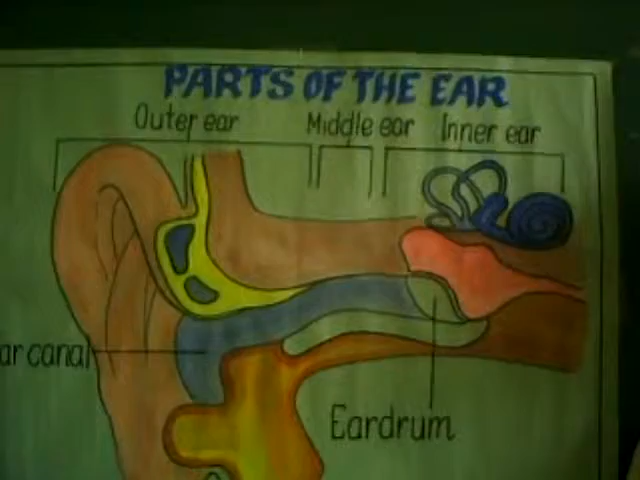 PARTS OF THE EAR
Outer ear Middle ear Inner ear
ar canal
Eardrum